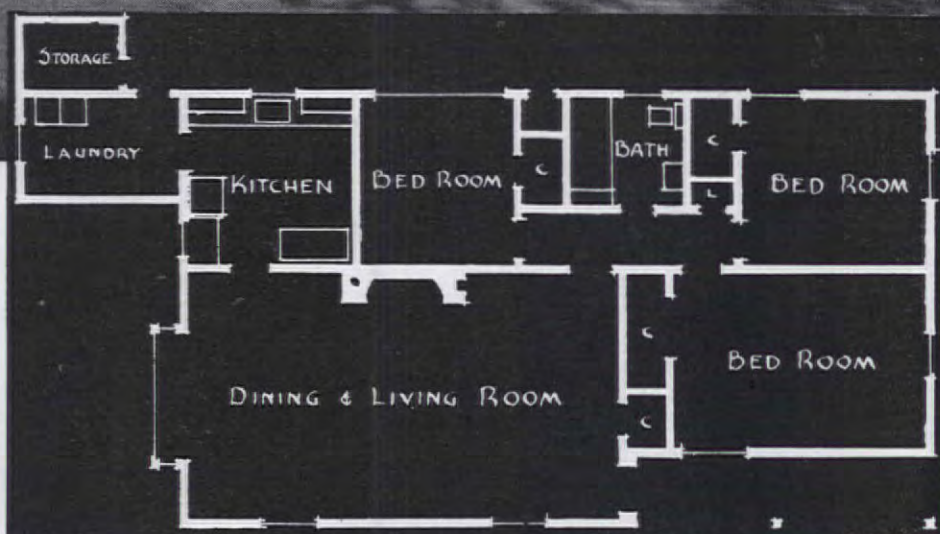 STORAGE
LAUNDRY
KITCHEN
BED ROOM
C
BATH
C
L
BED ROOM
C
BED ROOM
DINING & LIVING ROOM
C